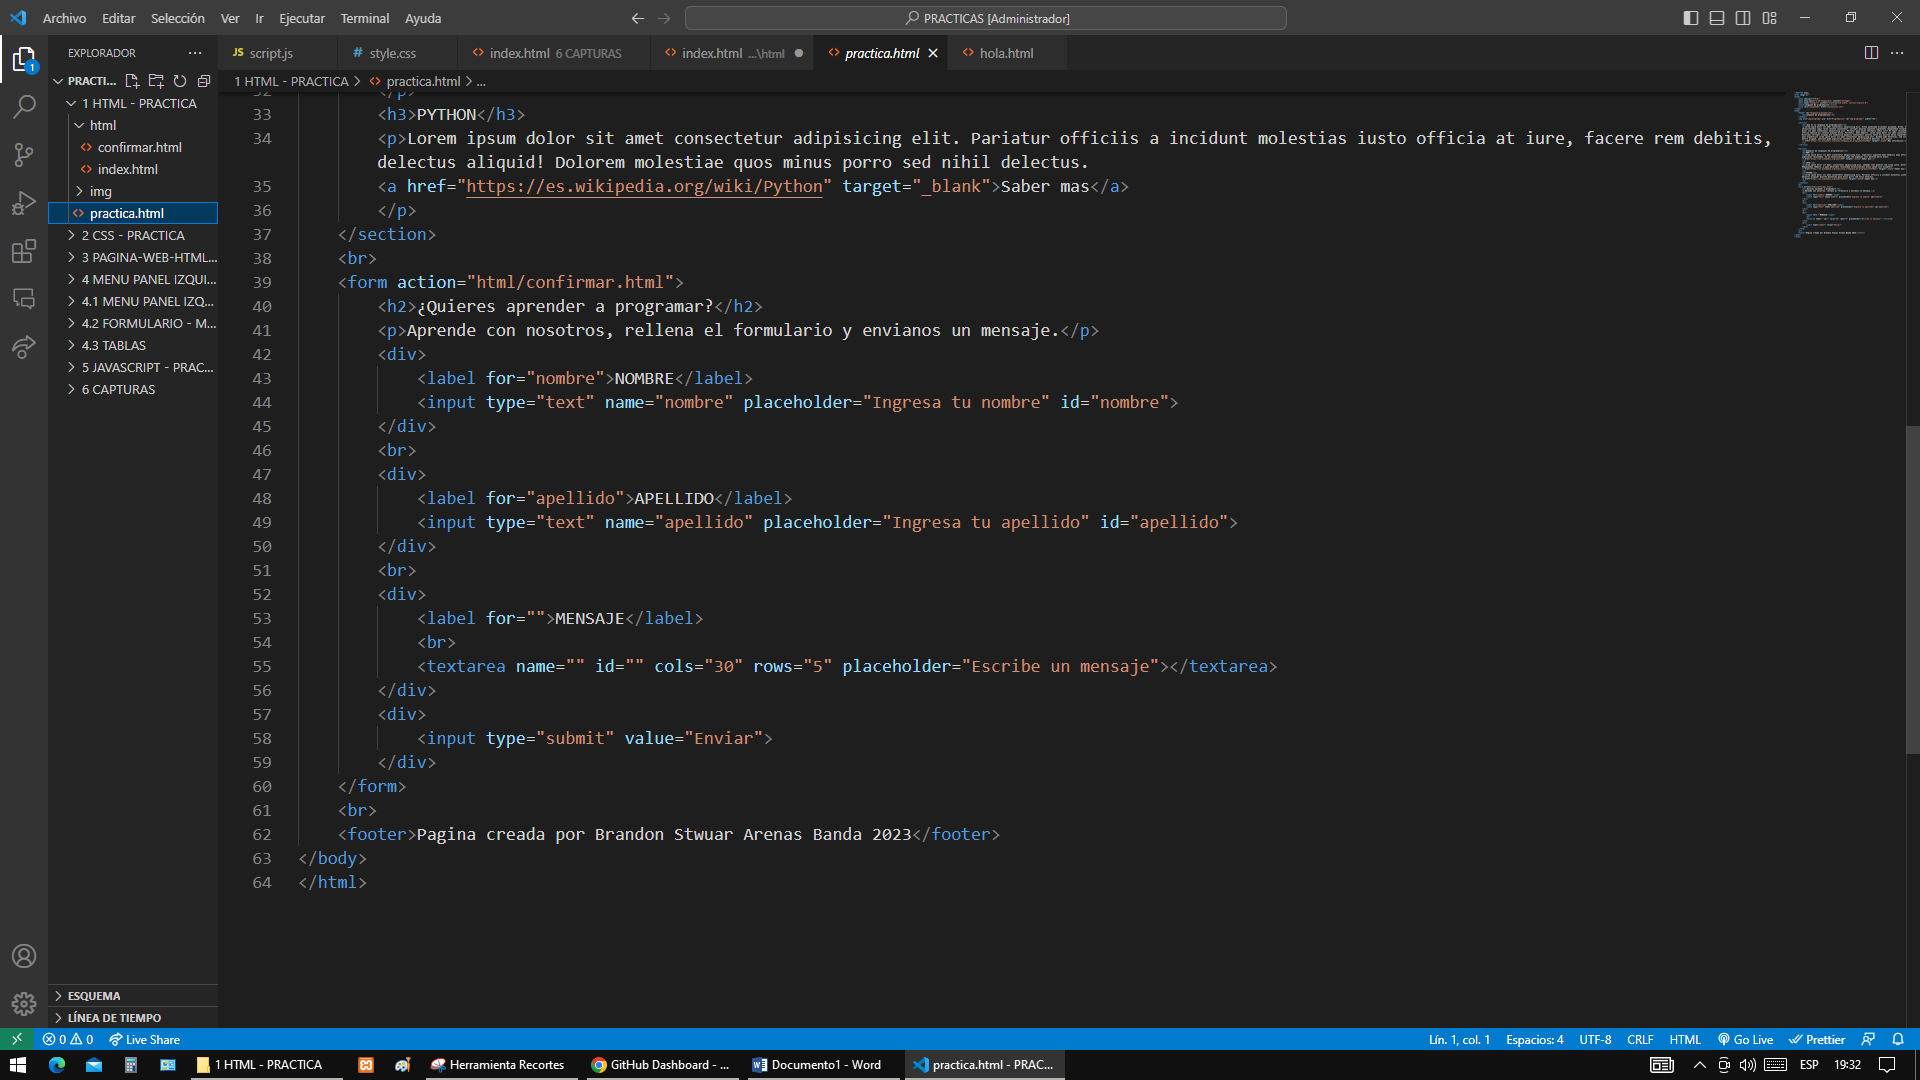 Archivo Editar Selección Ver Ir Ejecutar Terminal Ayuda
PRACTICAS [Administrador]
EXPLORADOR
script.js
style.css
index.html 6 CAPTURAS
index.html ...\html
practica.html
hola.html
1 HTML - PRACTICA > practica.html > ...
PRACTI...
1 HTML - PRACTICA
html
confirmar.html
index.html
img
practica.html
2 CSS - PRACTICA
3 PAGINA-WEB-HTML...
4 MENU PANEL IZQUI...
4.1 MENU PANEL IZQ...
4.2 FORMULARIO - M...
4.3 TABLAS
5 JAVASCRIPT - PRAC...
6 CAPTURAS
ESQUEMA
LÍNEA DE TIEMPO
32 </p>
33 <h3>PYTHON</h3>
34 <p>Lorem ipsum dolor sit amet consectetur adipisicing elit. Pariatur officiis a incidunt molestias iusto officia at iure, facere rem debitis,
delectus aliquid! Dolorem molestiae quos minus porro sed nihil delectus.
35 <a href="https://es.wikipedia.org/wiki/Python" target="_blank">Saber mas</a>
36 </p>
37 </section>
38 <br>
39 <form action="html/confirmar.html">
40 <h2>¿Quieres aprender a programar?</h2>
41 <p>Aprende con nosotros, rellena el formulario y envianos un mensaje.</p>
42 <div>
43 <label for="nombre">NOMBRE</label>
44 <input type="text" name="nombre" placeholder="Ingresa tu nombre" id="nombre">
45 </div>
46 <br>
47 <div>
48 <label for="apellido">APELLIDO</label>
49 <input type="text" name="apellido" placeholder="Ingresa tu apellido" id="apellido">
50 </div>
51 <br>
52 <div>
53 <label for="">MENSAJE</label>
54 <br>
55 <textarea name="" id="" cols="30" rows="5" placeholder="Escribe un mensaje"></textarea>
56 </div>
57 <div>
58 <input type="submit" value="Enviar">
59 </div>
60 </form>
61 <br>
62 <footer>Pagina creada por Brandon Stwuar Arenas Banda 2023</footer>
63 </body>
64 </html>
0 0 Live Share
Lín. 1, col. 1 Espacios: 4 UTF-8 CRLF HTML Go Live Prettier
1 HTML - PRACTICA
Herramienta Recortes
GitHub Dashboard - ...
Documento1 - Word
practica.html - PRAC...
ESP 19:32